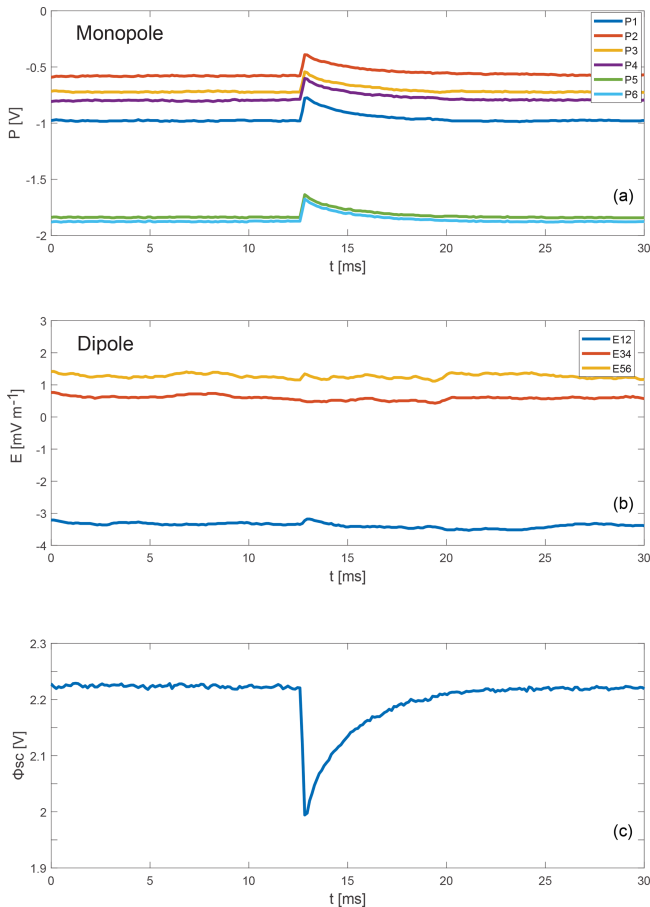 Monopole
P1
P2
P3
P4
P5
P6
0
-0.5
-1
-1.5
-2
P [V]
(a)
0 5 10 15 20 25 30
t [ms]
Dipole
E12
E34
E56
3
2
1
0
-1
-2
-3
-4
E [mV m⁻¹]
(b)
0 5 10 15 20 25 30
t [ms]
2.3
2.2
2.1
2
1.9
Φsc [V]
(c)
0 5 10 15 20 25 30
t [ms]